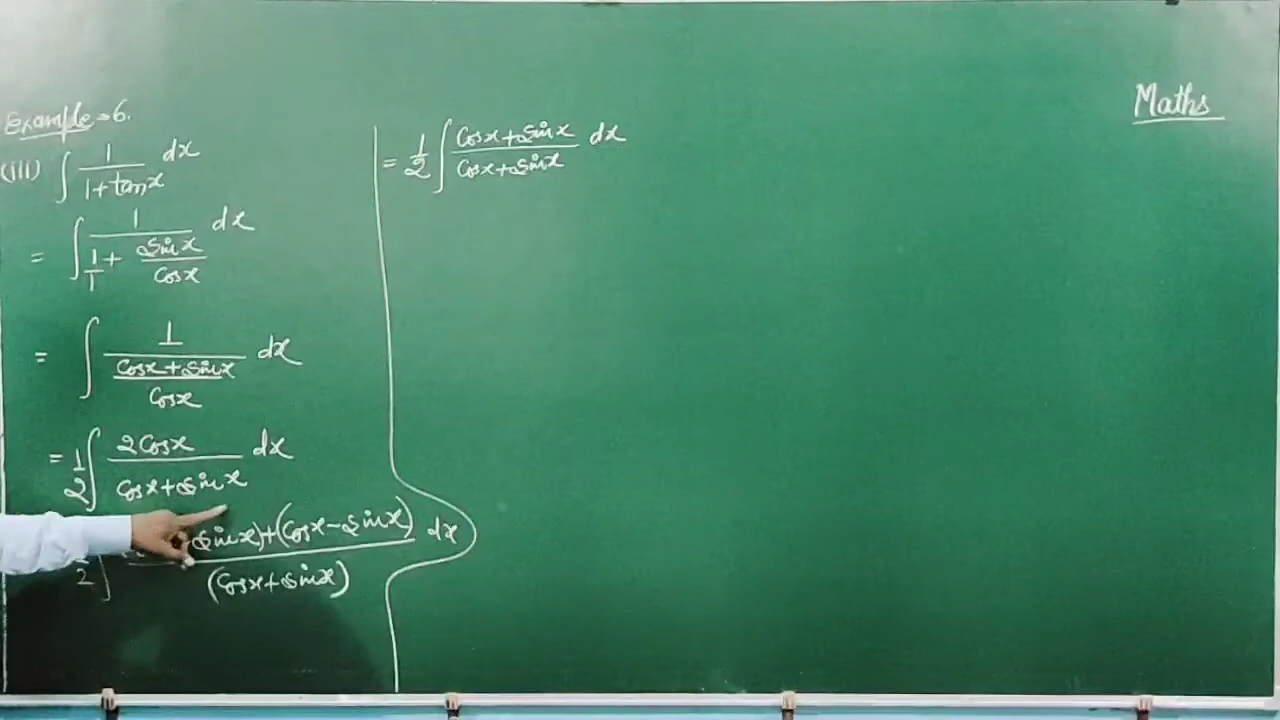 Example ⇒ 6.
(iii) ∫ 1/(1+tanx) dx
= ∫ 1/(1/1 + Sinx/Cosx) dx
= ∫ 1/((Cosx+Sinx)/Cosx) dx
= 1/2 ∫ 2Cosx/(Cosx+Sinx) dx
2 ∫ Sinx)+(Cosx-Sinx)/(Cosx+Sinx) dx
= 1/2 ∫ (Cosx+Sinx)/(Cosx+Sinx) dx
Maths